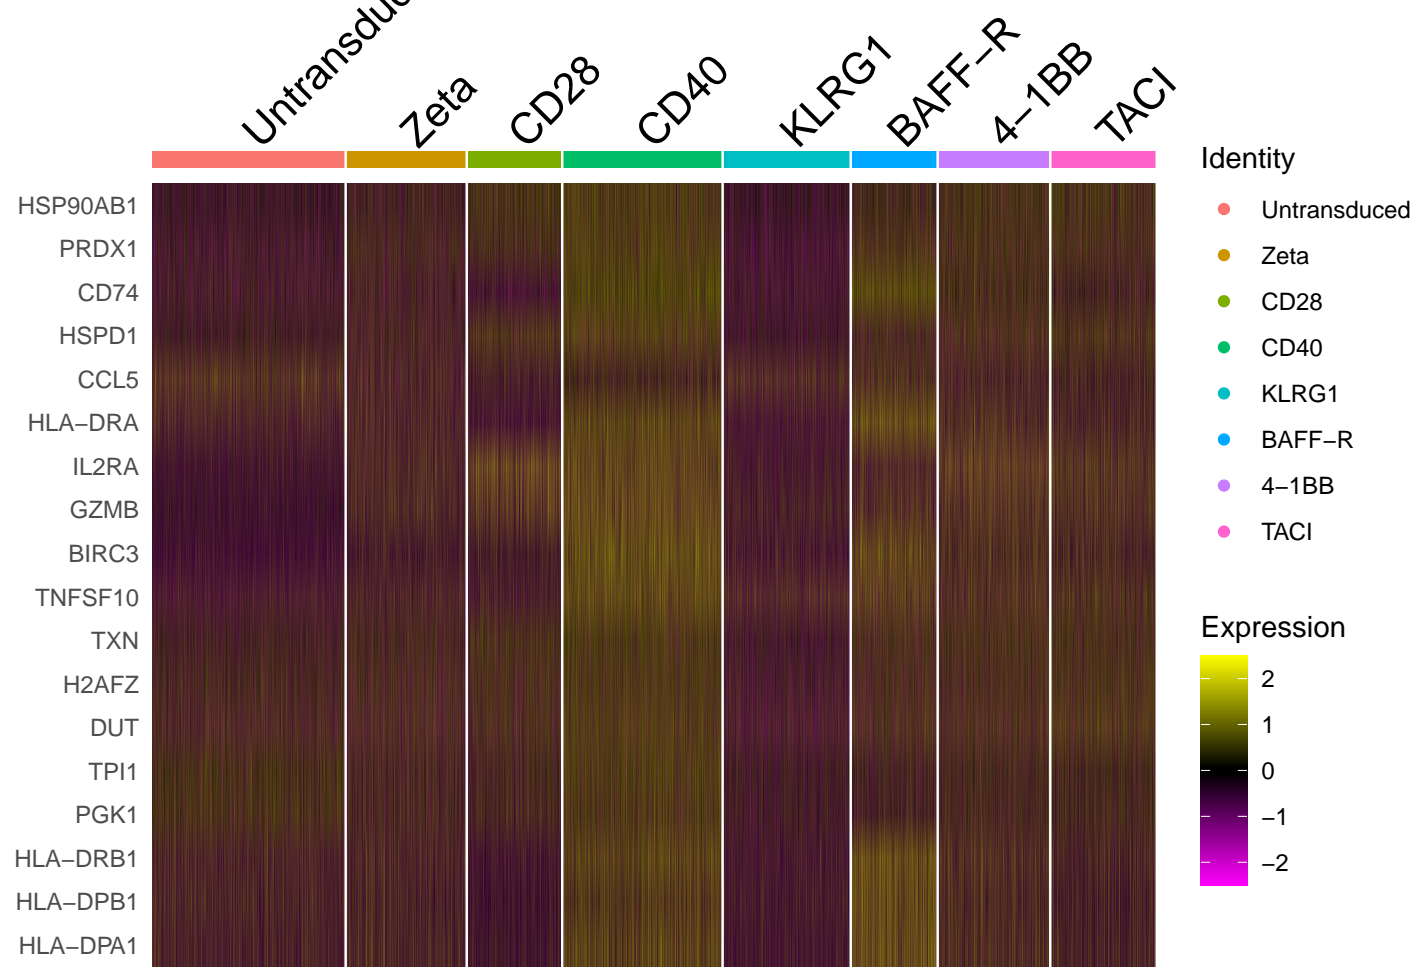 Untransduc
Zeta
CD28
CD40
KLRG1
BAFF−R
4−1BB
TACI
HSP90AB1
PRDX1
CD74
HSPD1
CCL5
HLA−DRA
IL2RA
GZMB
BIRC3
TNFSF10
TXN
H2AFZ
DUT
TPI1
PGK1
HLA−DRB1
HLA−DPB1
HLA−DPA1
Identity
Untransduced
Zeta
CD28
CD40
KLRG1
BAFF−R
4−1BB
TACI
Expression
2
1
0
−1
−2